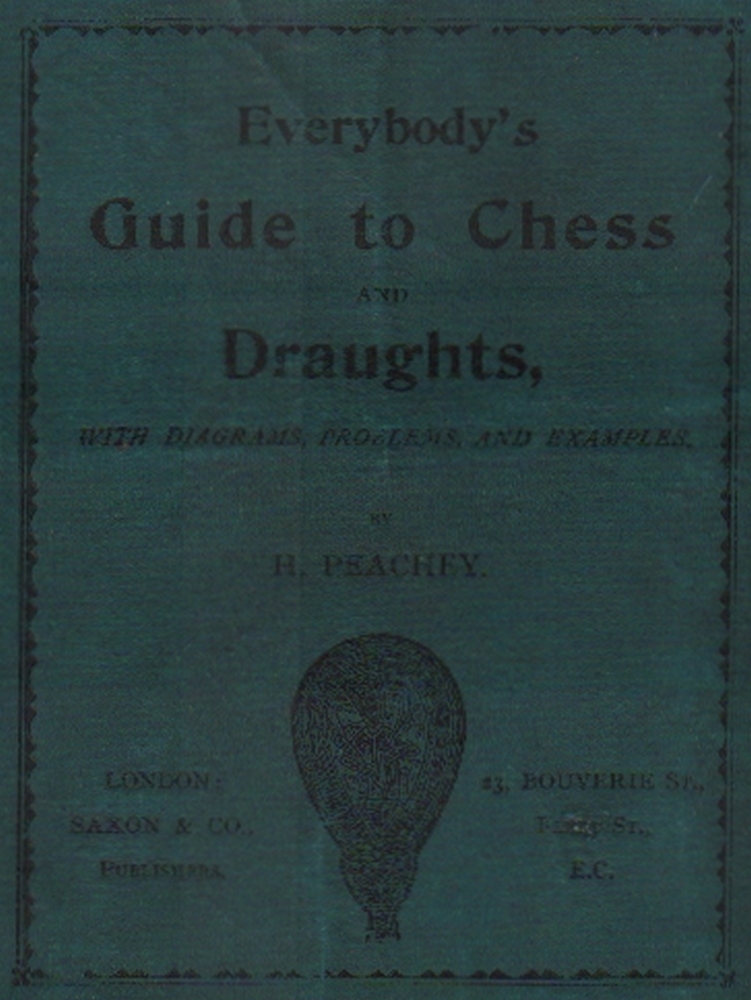 Everybody's
Guide to Chess
AND
Draughts,
WITH DIAGRAMS, PROBLEMS, AND EXAMPLES.
BY
H. PEACHEY.
LONDON:
SAXON & CO.,
PUBLISHERS.
23, BOUVERIE ST.,
St.,
E.C.